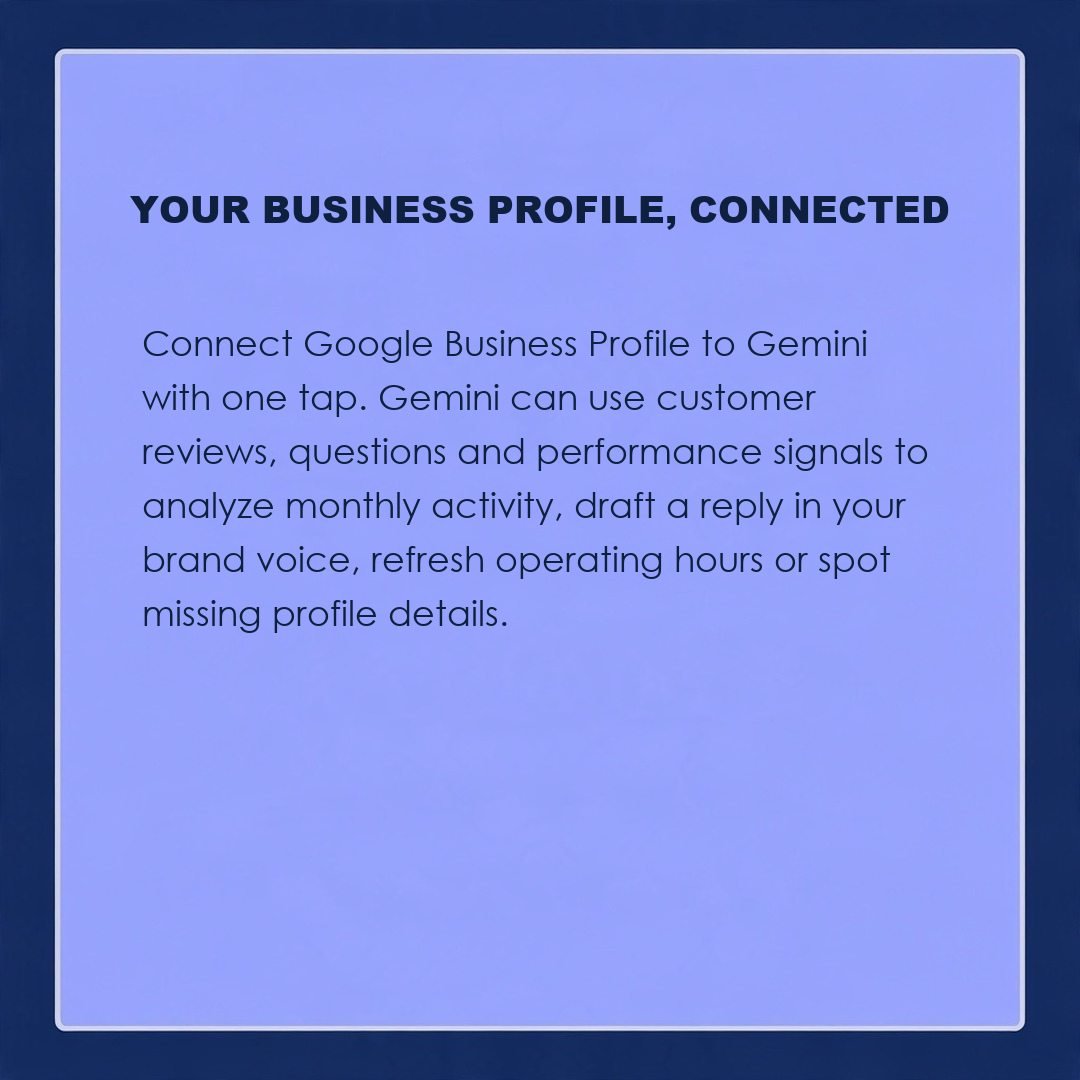 YOUR BUSINESS PROFILE, CONNECTED
Connect Google Business Profile to Gemini
with one tap. Gemini can use customer
reviews, questions and performance signals to
analyze monthly activity, draft a reply in your
brand voice, refresh operating hours or spot
missing profile details.